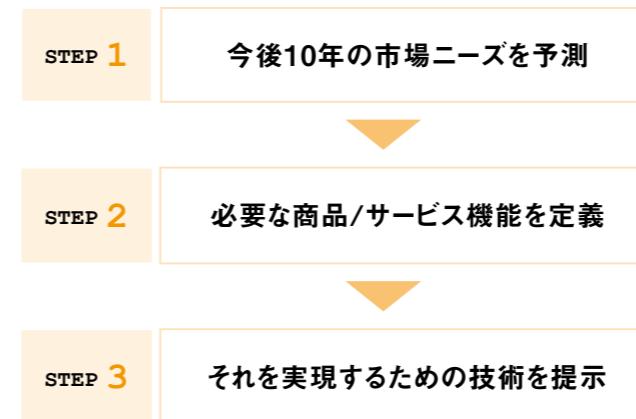 STEP 1
今後10年の市場ニーズを予測
STEP 2
必要な商品/サービス機能を定義
STEP 3
それを実現するための技術を提示